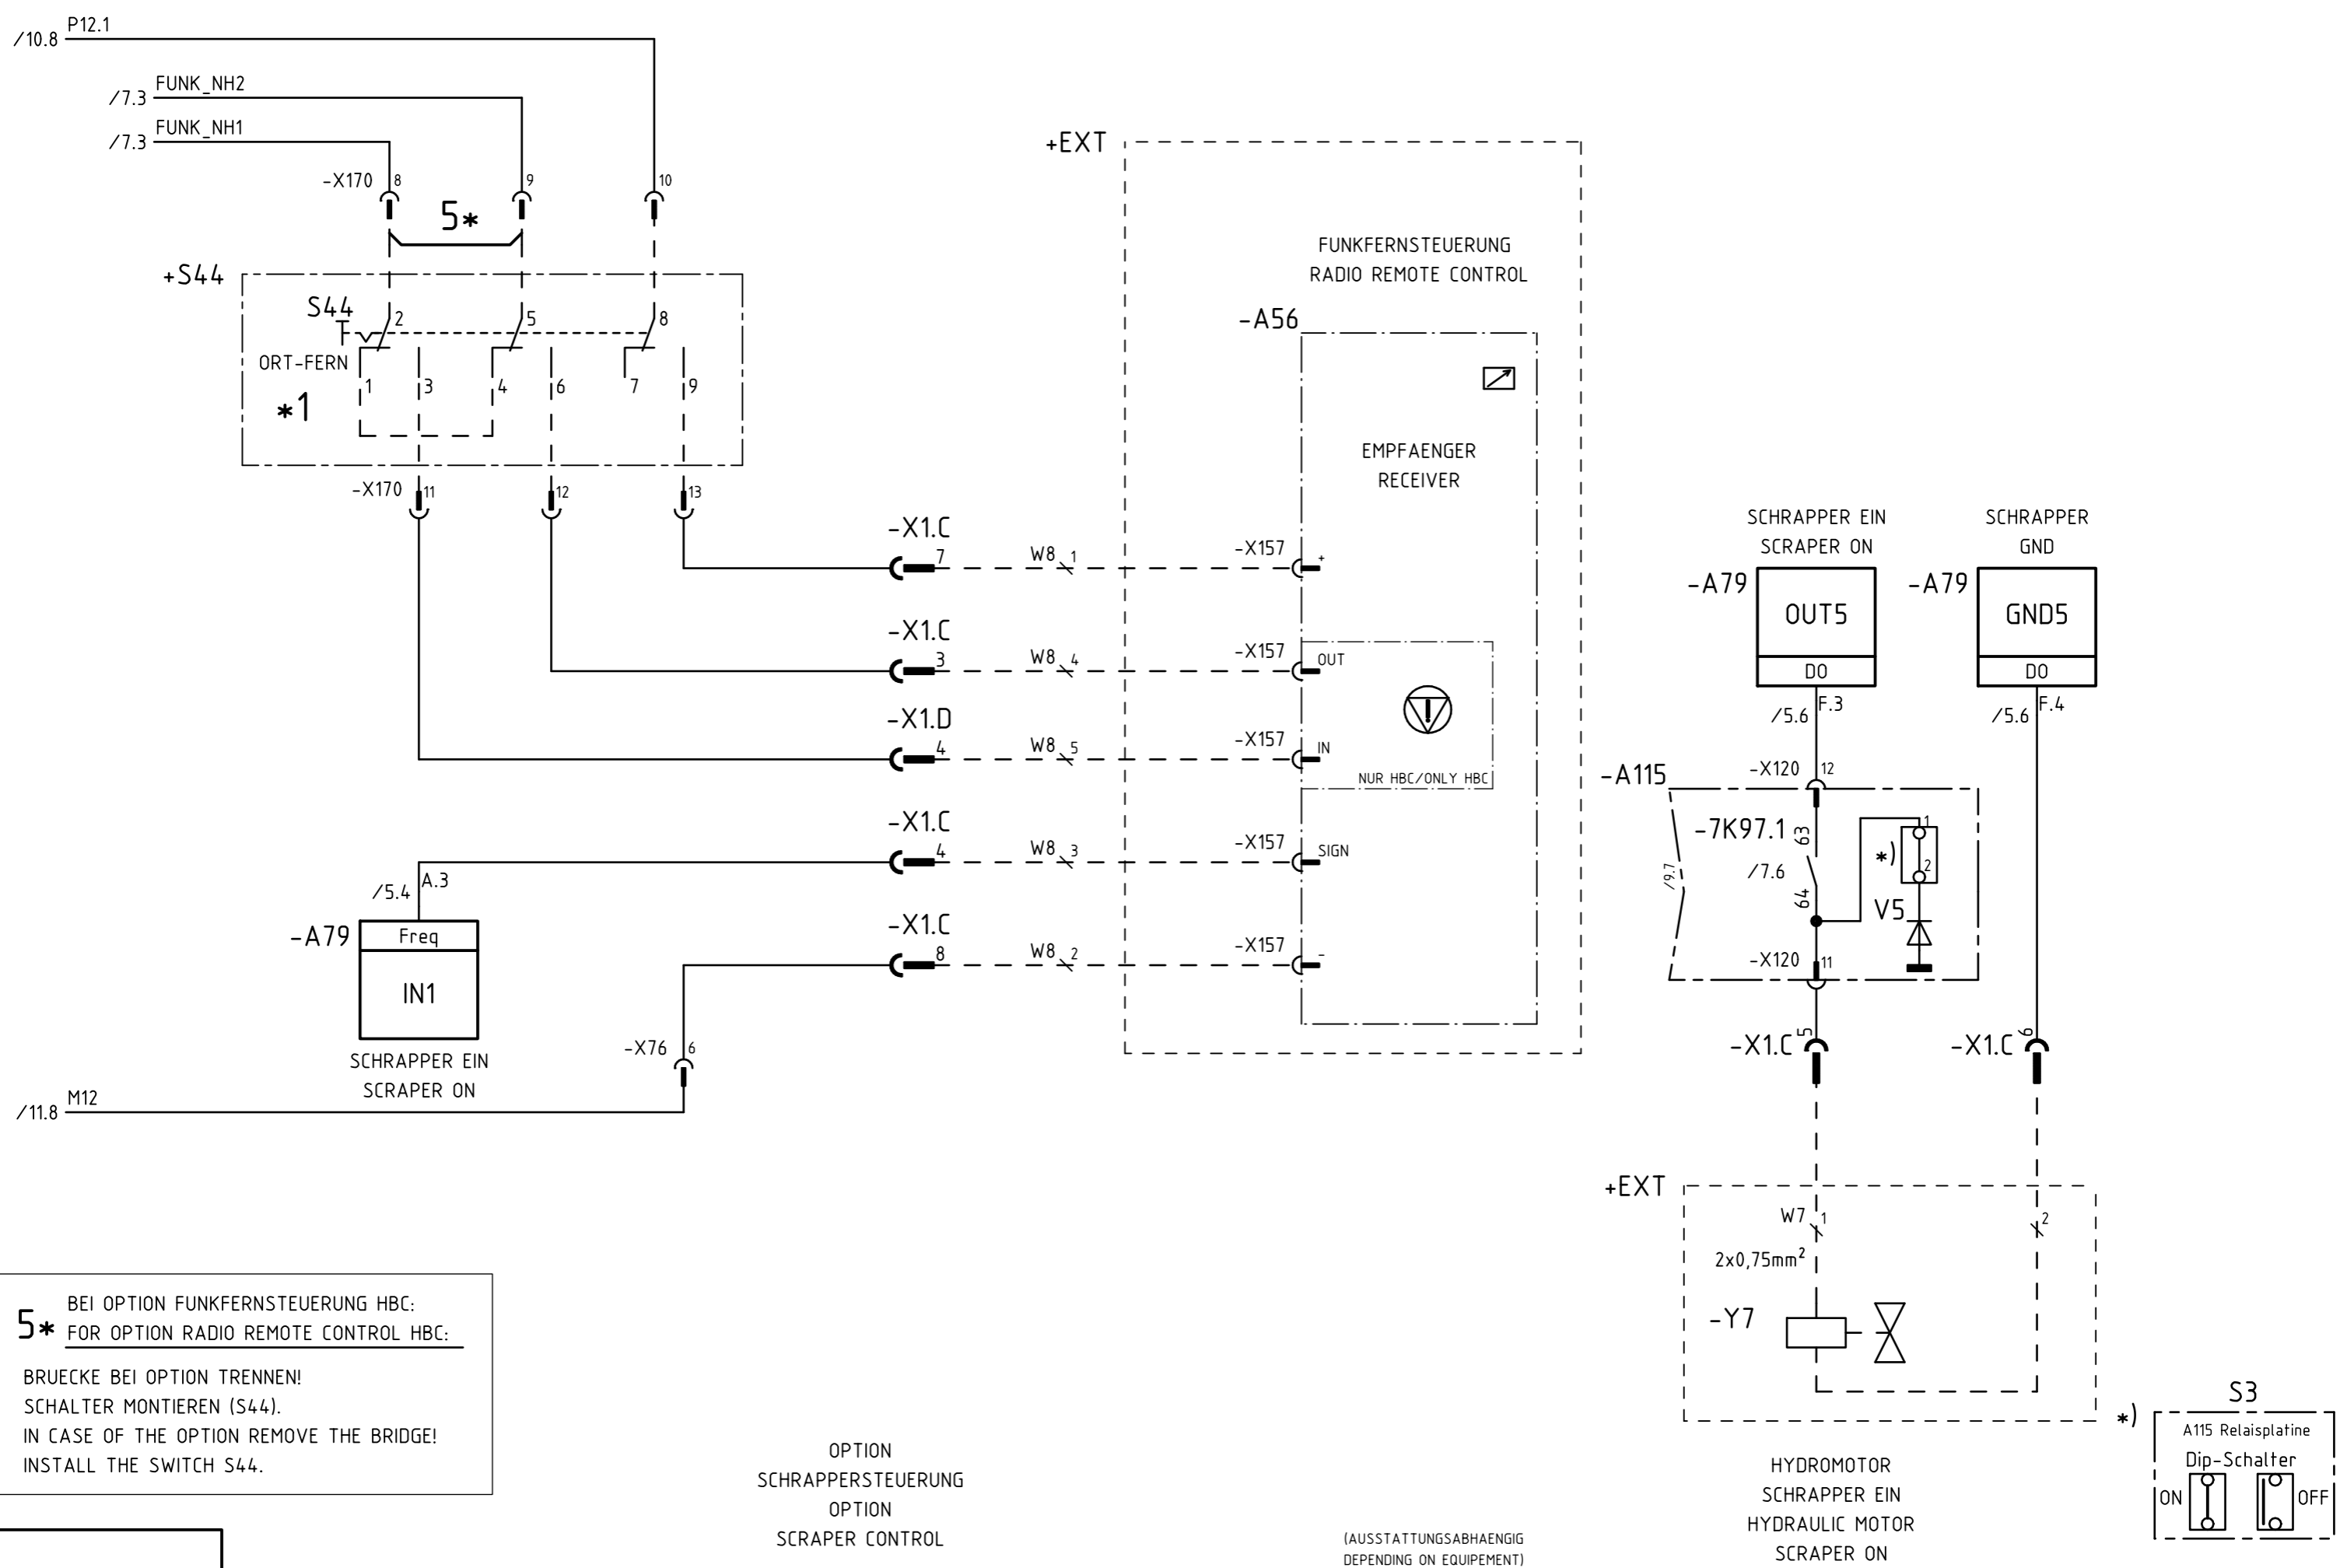 P12.1
/10.8
FUNK_NH2
/7.3
FUNK_NH1
/7.3
-X170 8 9 10
5*
+S44
S44
2 5 8
ORT-FERN
1 3 4 6 7 9
*1
-X170 11 12 13
+EXT
FUNKFERNSTEUERUNG
RADIO REMOTE CONTROL
-A56
EMPFAENGER
RECEIVER
-X1.C
7
W8 1
-X157 +
-X1.C
3
W8 4
-X157 OUT
-X1.D
4
W8 5
-X157 IN
NUR HBC/ONLY HBC
-X1.C
4
W8 3
-X157 SIGN
-X1.C
8
W8 2
-X157 -
/5.4 A.3
-A79
Freq
IN1
SCHRAPPER EIN
SCRAPER ON
-X76 6
M12
/11.8
SCHRAPPER EIN
SCRAPER ON
-A79
OUT5
DO
F.3
/5.6
SCHRAPPER
GND
-A79
GND5
DO
F.4
/5.6
-A115
-X120 12
/9.7
-7K97.1
63
/7.6
64
*)
1
2
V5
-X120 11
-X1.C 5
-X1.C 6
+EXT
W7 1
2
2x0,75mm²
-Y7
HYDROMOTOR
SCHRAPPER EIN
HYDRAULIC MOTOR
SCRAPER ON
*)
S3
A115 Relaisplatine
Dip-Schalter
ON OFF
5*
BEI OPTION FUNKFERNSTEUERUNG HBC:
FOR OPTION RADIO REMOTE CONTROL HBC:
BRUECKE BEI OPTION TRENNEN!
SCHALTER MONTIEREN (S44).
IN CASE OF THE OPTION REMOVE THE BRIDGE!
INSTALL THE SWITCH S44.
OPTION
SCHRAPPERSTEUERUNG
OPTION
SCRAPER CONTROL
(AUSSTATTUNGSABHAENGIG
DEPENDING ON EQUIPEMENT)